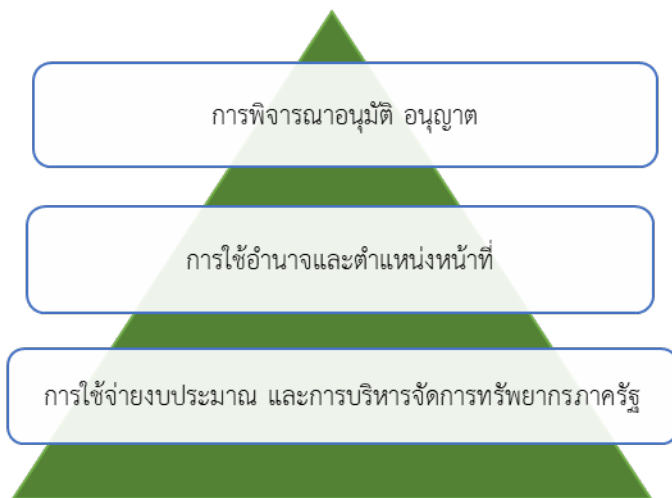 การพิจารณาอนุมัติ อนุญาต
การใช้อำนาจและตำแหน่งหน้าที่
การใช้จ่ายงบประมาณ และการบริหารจัดการทรัพยากรภาครัฐ